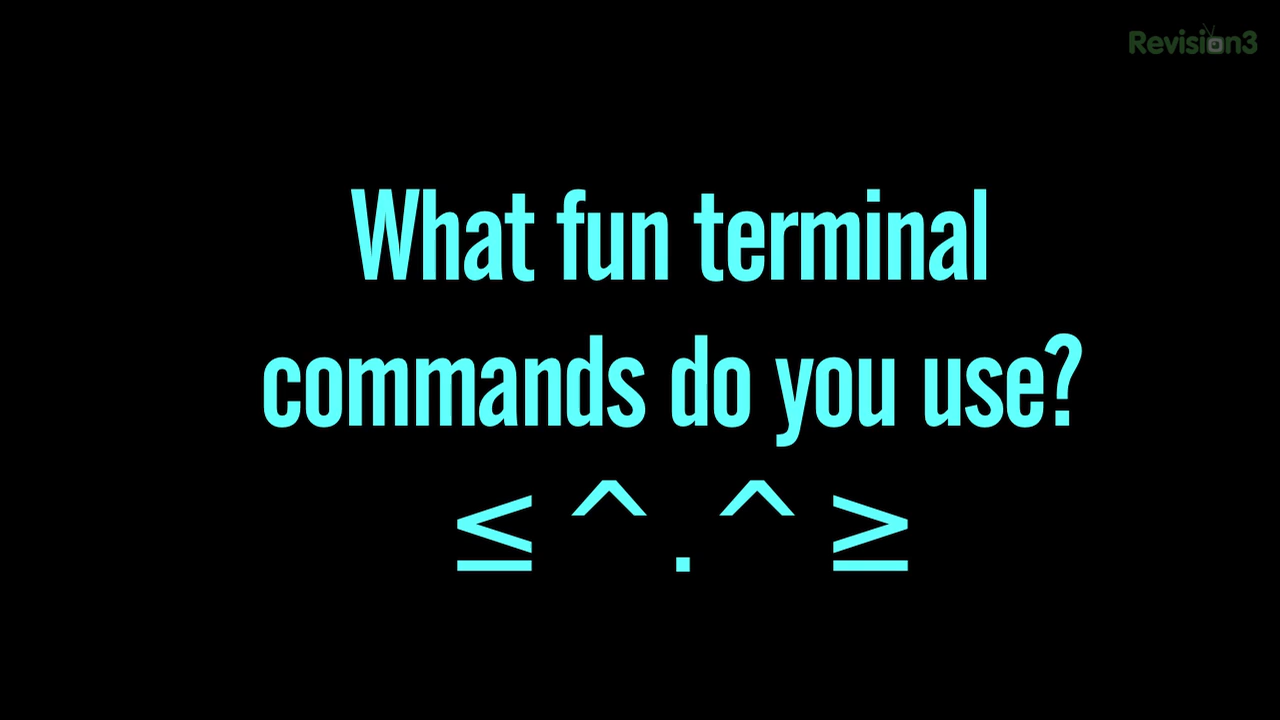 Revision3
What fun terminal
commands do you use?
≤^.^≥